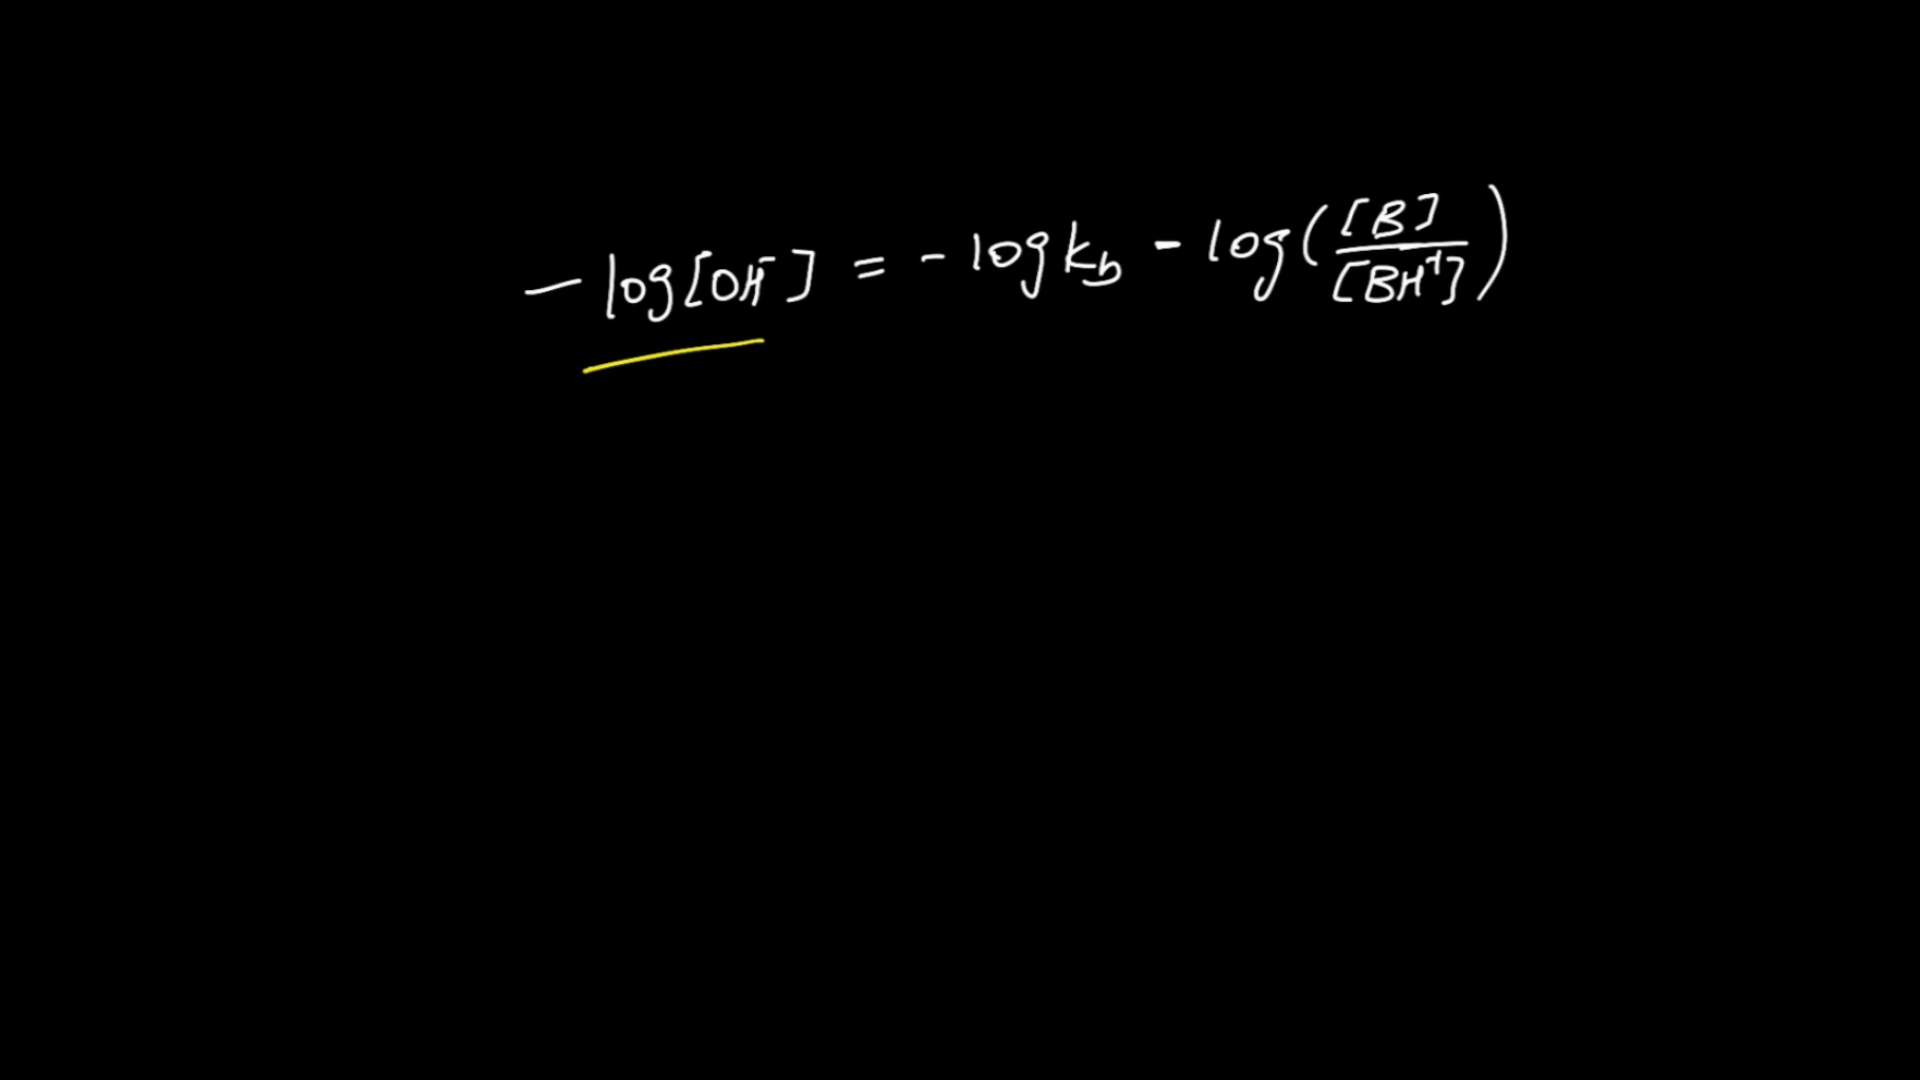 - log[OH⁻] = - log k_b - log([B]/[BH⁺])